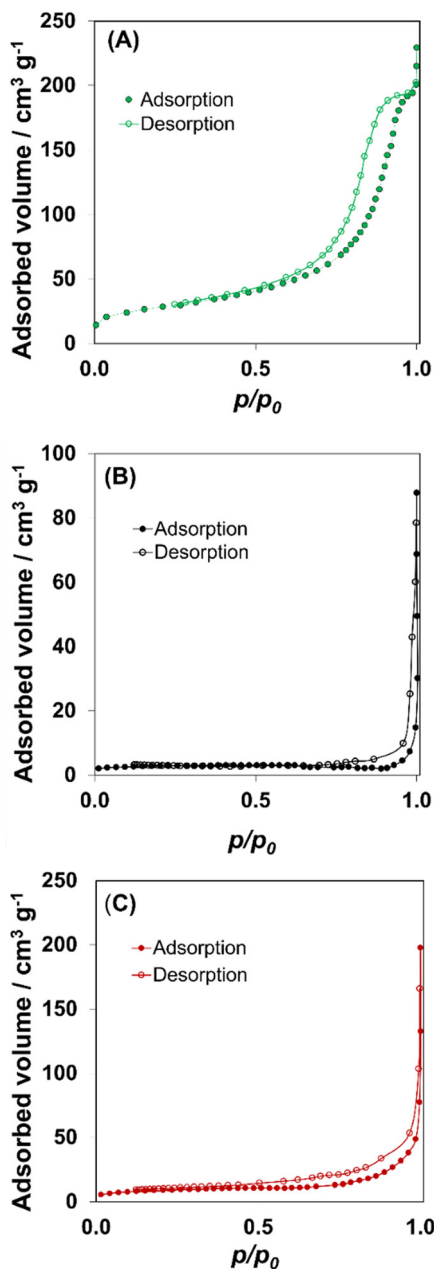 (A)
Adsorption
Desorption
250
200
150
100
50
0
0.0
0.5
1.0
Adsorbed volume / cm³ g⁻¹
p/p₀
(B)
Adsorption
Desorption
100
80
60
40
20
0
0.0
0.5
1.0
Adsorbed volume / cm³ g⁻¹
p/p₀
(C)
Adsorption
Desorption
250
200
150
100
50
0
0.0
0.5
1.0
Adsorbed volume / cm³ g⁻¹
p/p₀